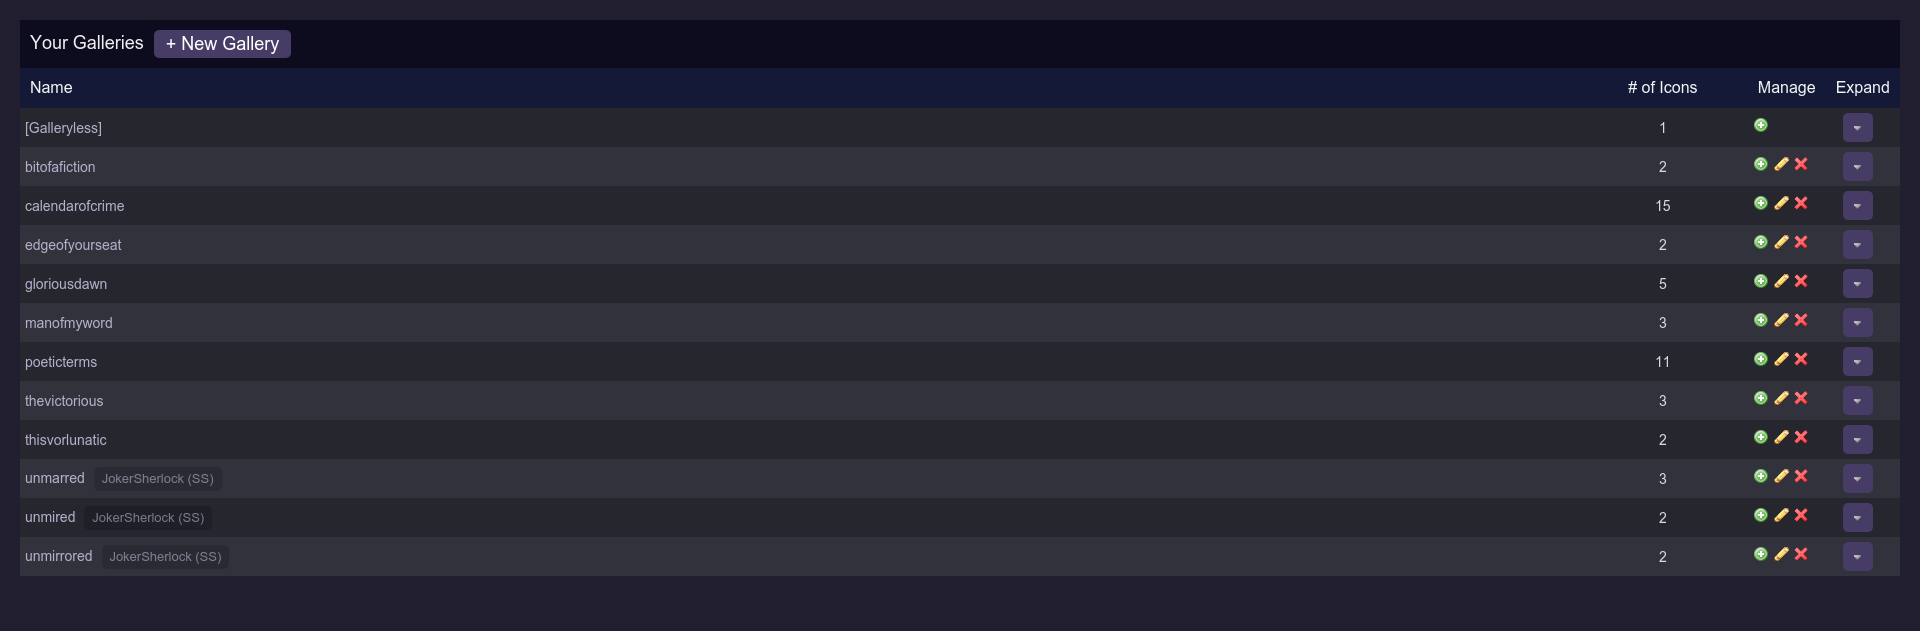 Your Galleries + New Gallery
Name # of Icons Manage Expand
[Galleryless] 1
bitofafiction 2
calendarofcrime 15
edgeofyourseat 2
gloriousdawn 5
manofmyword 3
poeticterms 11
thevictorious 3
thisvorlunatic 2
unmarred JokerSherlock (SS) 3
unmired JokerSherlock (SS) 2
unmirrored JokerSherlock (SS) 2